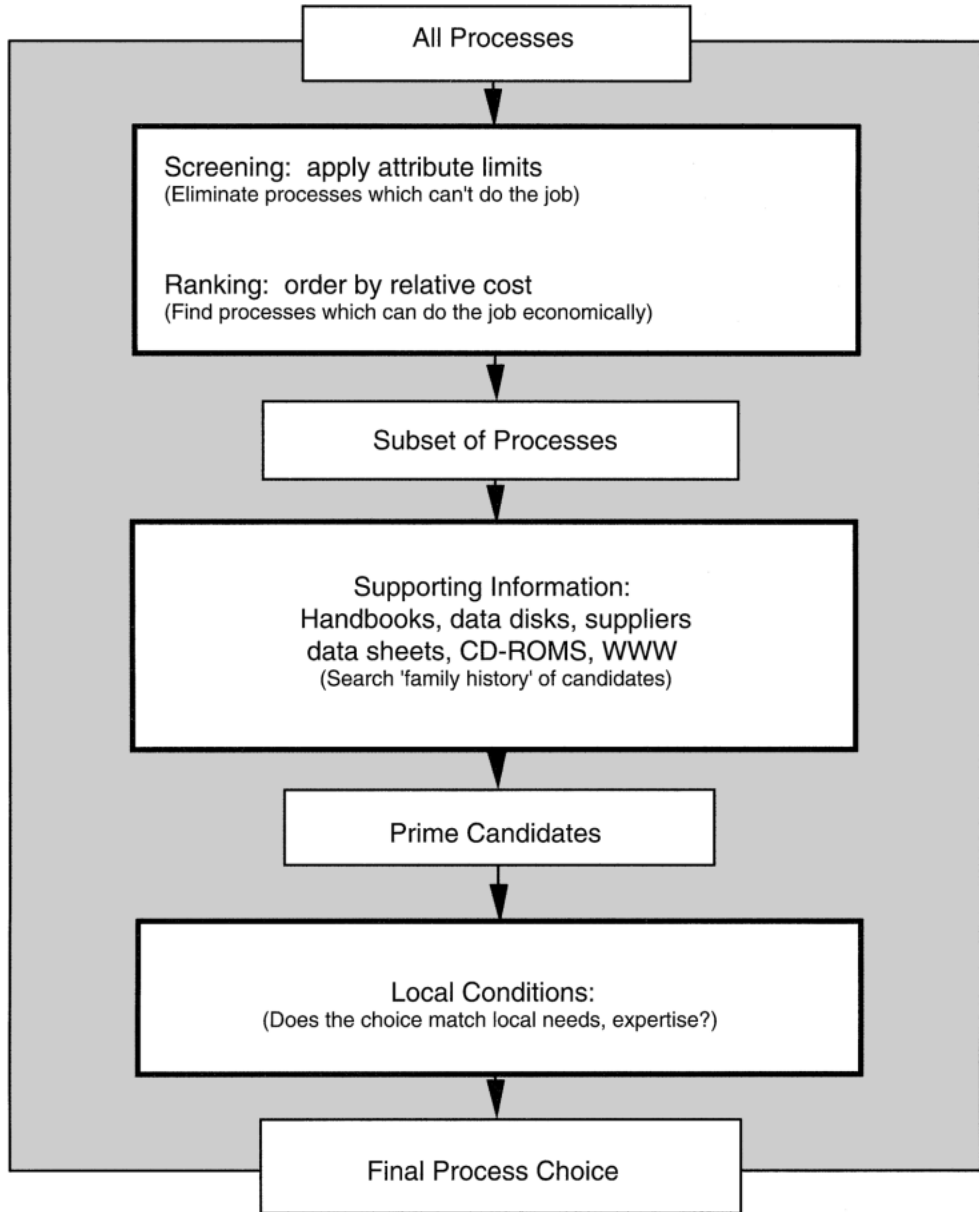 All Processes
Screening: apply attribute limits
(Eliminate processes which can't do the job)
Ranking: order by relative cost
(Find processes which can do the job economically)
Subset of Processes
Supporting Information:
Handbooks, data disks, suppliers
data sheets, CD-ROMS, WWW
(Search 'family history' of candidates)
Prime Candidates
Local Conditions:
(Does the choice match local needs, expertise?)
Final Process Choice